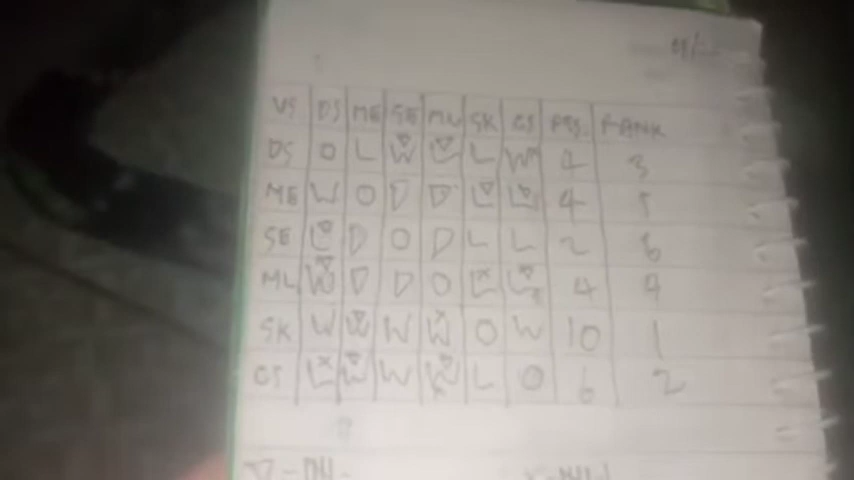 VS DS ME SE ML SK CS PTS. RANK
DS O L W L L W 4 3
ME W O D D L L 4 5
SE L D O D L L 2 6
ML W D D O L L 4 4
SK W W W W O W 10 1
CS L W W W L O 6 2